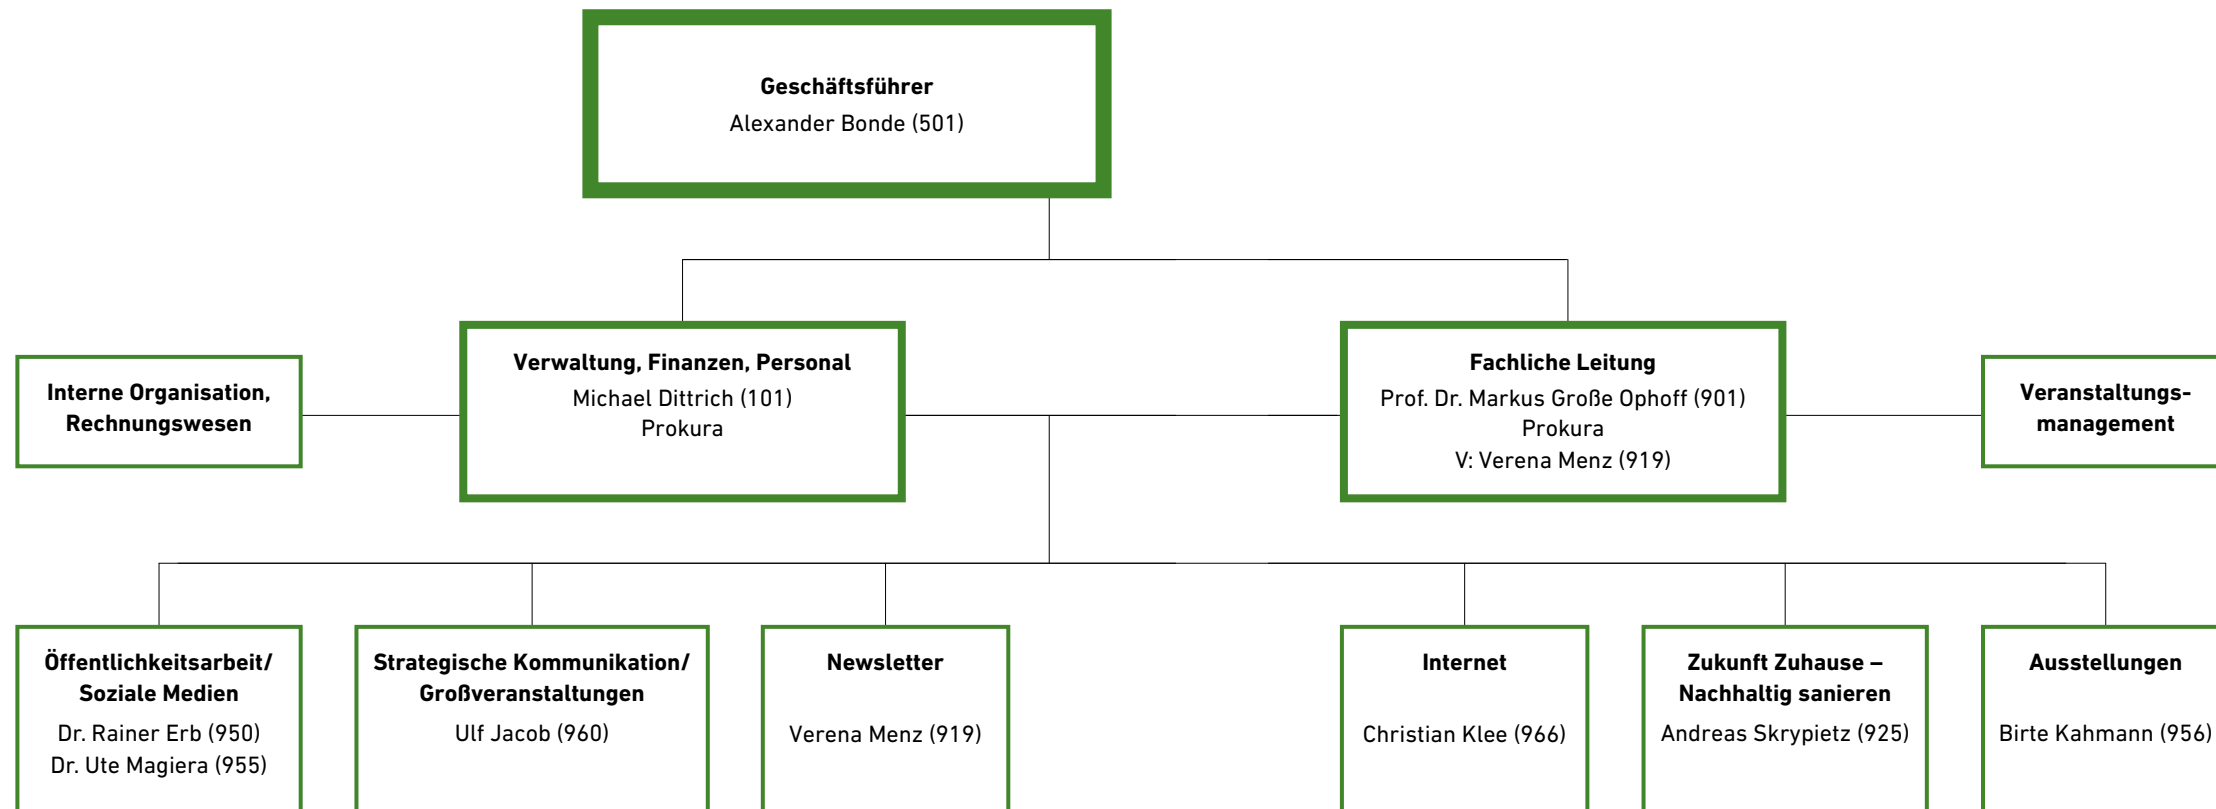 Geschäftsführer
Alexander Bonde (501)
Interne Organisation,
Rechnungswesen
Verwaltung, Finanzen, Personal
Michael Dittrich (101)
Prokura
Fachliche Leitung
Prof. Dr. Markus Große Ophoff (901)
Prokura
V: Verena Menz (919)
Veranstaltungs-
management
Öffentlichkeitsarbeit/
Soziale Medien
Dr. Rainer Erb (950)
Dr. Ute Magiera (955)
Strategische Kommunikation/
Großveranstaltungen
Ulf Jacob (960)
Newsletter
Verena Menz (919)
Internet
Christian Klee (966)
Zukunft Zuhause –
Nachhaltig sanieren
Andreas Skrypietz (925)
Ausstellungen
Birte Kahmann (956)